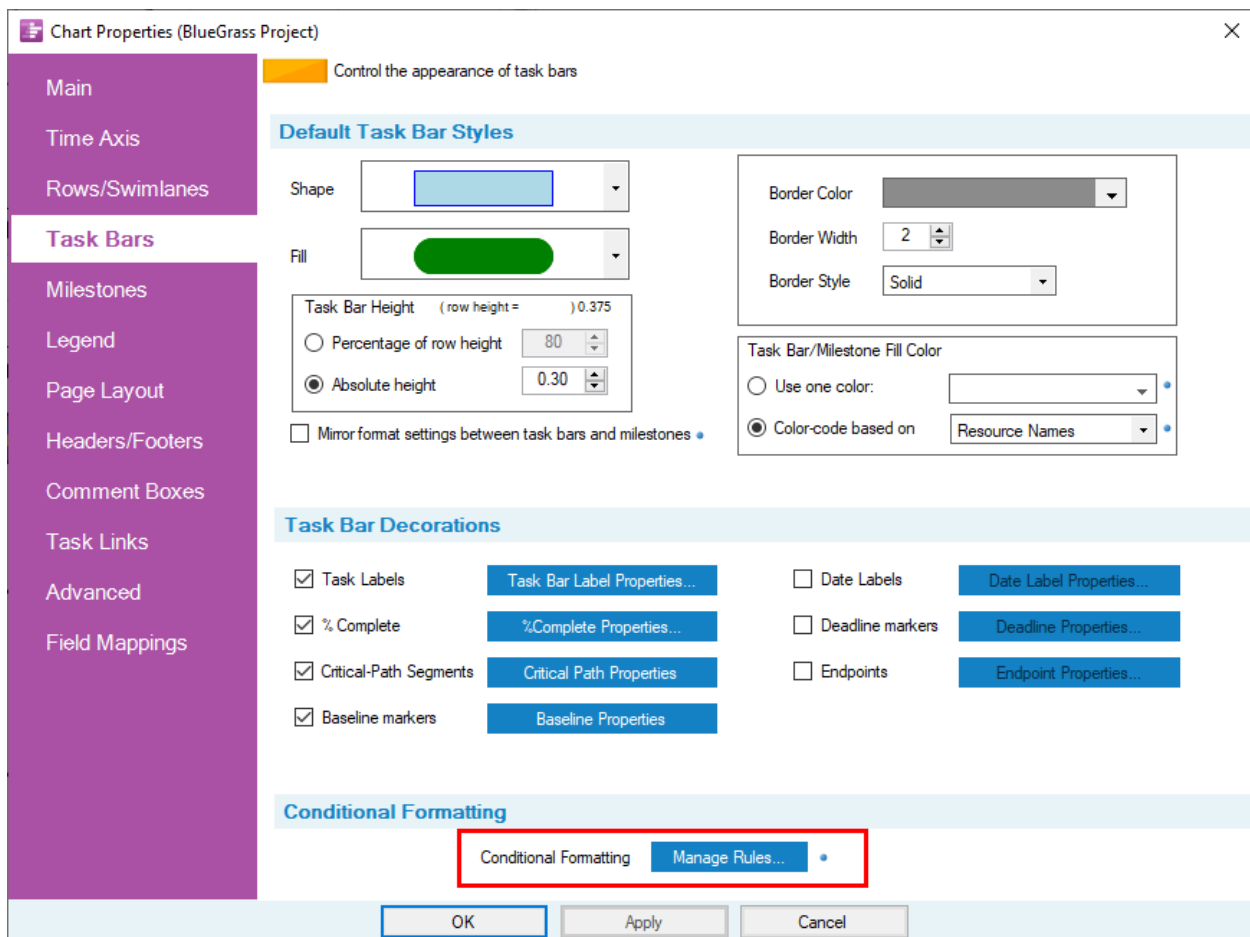 Chart Properties (BlueGrass Project)
Main
Time Axis
Rows/Swimlanes
Task Bars
Milestones
Legend
Page Layout
Headers/Footers
Comment Boxes
Task Links
Advanced
Field Mappings
Control the appearance of task bars
Default Task Bar Styles
Shape
Fill
Task Bar Height ( row height = ) 0.375
Percentage of row height 80
Absolute height 0.30
Mirror format settings between task bars and milestones
Border Color
Border Width 2
Border Style Solid
Task Bar/Milestone Fill Color
Use one color:
Color-code based on Resource Names
Task Bar Decorations
Task Labels Task Bar Label Properties...
% Complete %Complete Properties...
Critical-Path Segments Critical Path Properties
Baseline markers Baseline Properties
Date Labels Date Label Properties...
Deadline markers Deadline Properties...
Endpoints Endpoint Properties...
Conditional Formatting
Conditional Formatting Manage Rules...
OK Apply Cancel